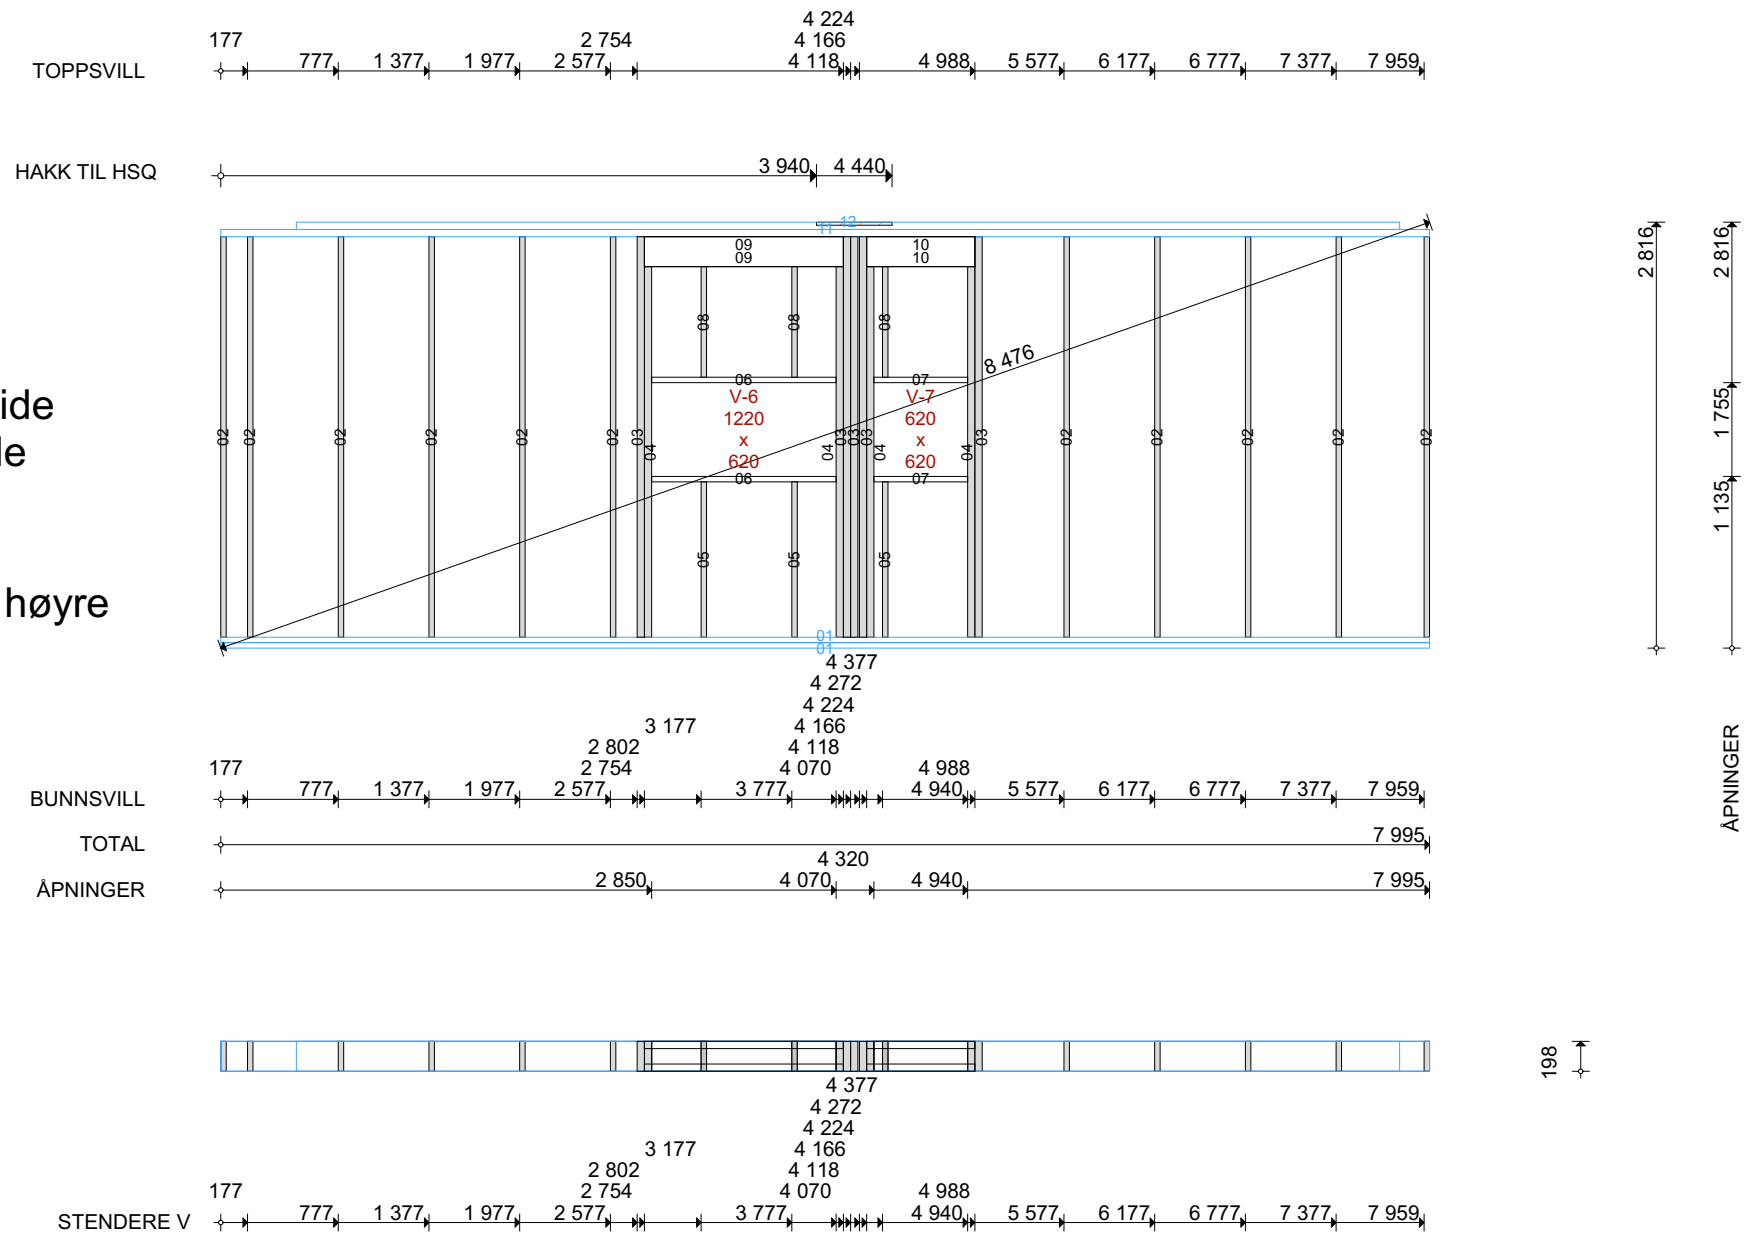 4 224
177 2 754 4 166
TOPPSVILL 777 1 377 1 977 2 577 4 118 4 988 5 577 6 177 6 777 7 377 7 959
HAKK TIL HSQ 3 940 4 440
12
11
09 10
09 10
2 816 2 816
08 08 08
8 476
06 07
V-6 V-7
1220 620
x x
620 620
06 07
ide
le
02 02 02 02 02 02 03 04 04 03 03 03 04 04 03 02 02 02 02 02
1 755
1 135
05 05 05
høyre
01
01
4 377
4 272
4 224
3 177 4 166
2 802 4 118
177 2 754 4 070 4 988
BUNNSVILL 777 1 377 1 977 2 577 3 777 4 940 5 577 6 177 6 777 7 377 7 959
TOTAL 7 995
4 320
ÅPNINGER 2 850 4 070 4 940 7 995
ÅPNINGER
198
4 377
4 272
4 224
3 177 4 166
2 802 4 118
177 2 754 4 070 4 988
STENDERE V 777 1 377 1 977 2 577 3 777 4 940 5 577 6 177 6 777 7 377 7 959